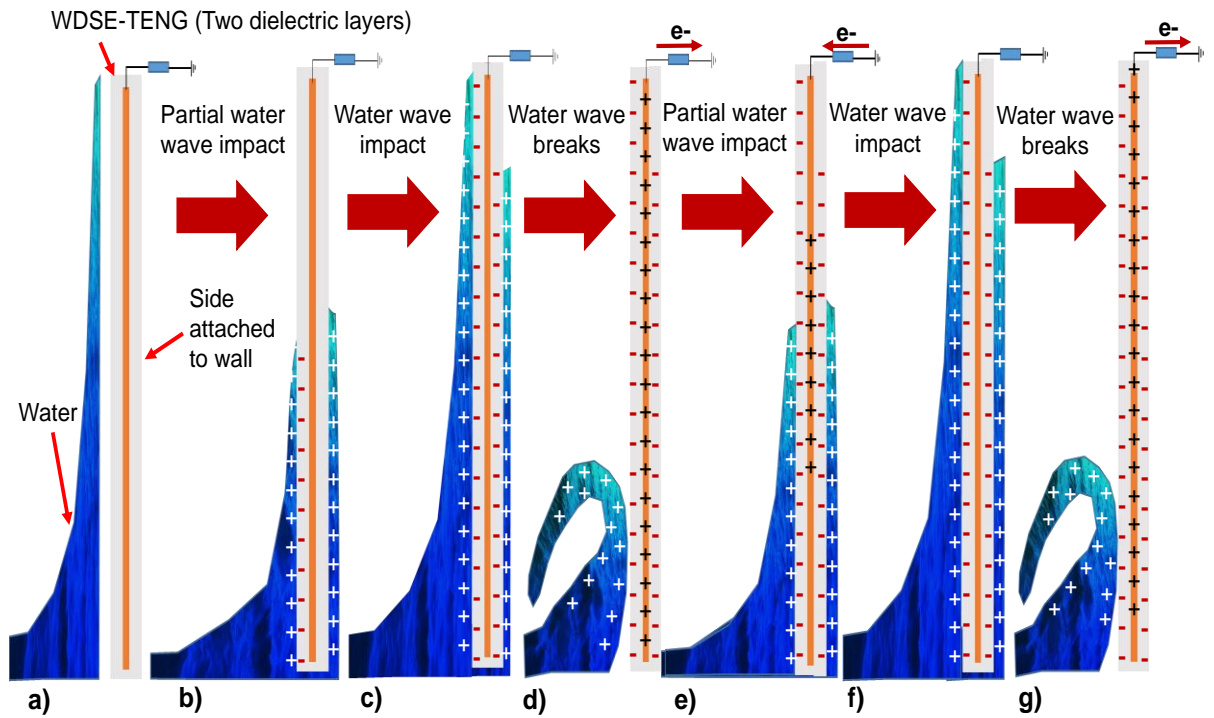 WDSE-TENG (Two dielectric layers)
e-
e-
Partial water
wave impact
Water wave
impact
Water wave
breaks
Partial water
wave impact
Water wave
impact
Water wave
breaks
Side
attached
to wall
Water
a)
b)
c)
d)
e)
f)
g)